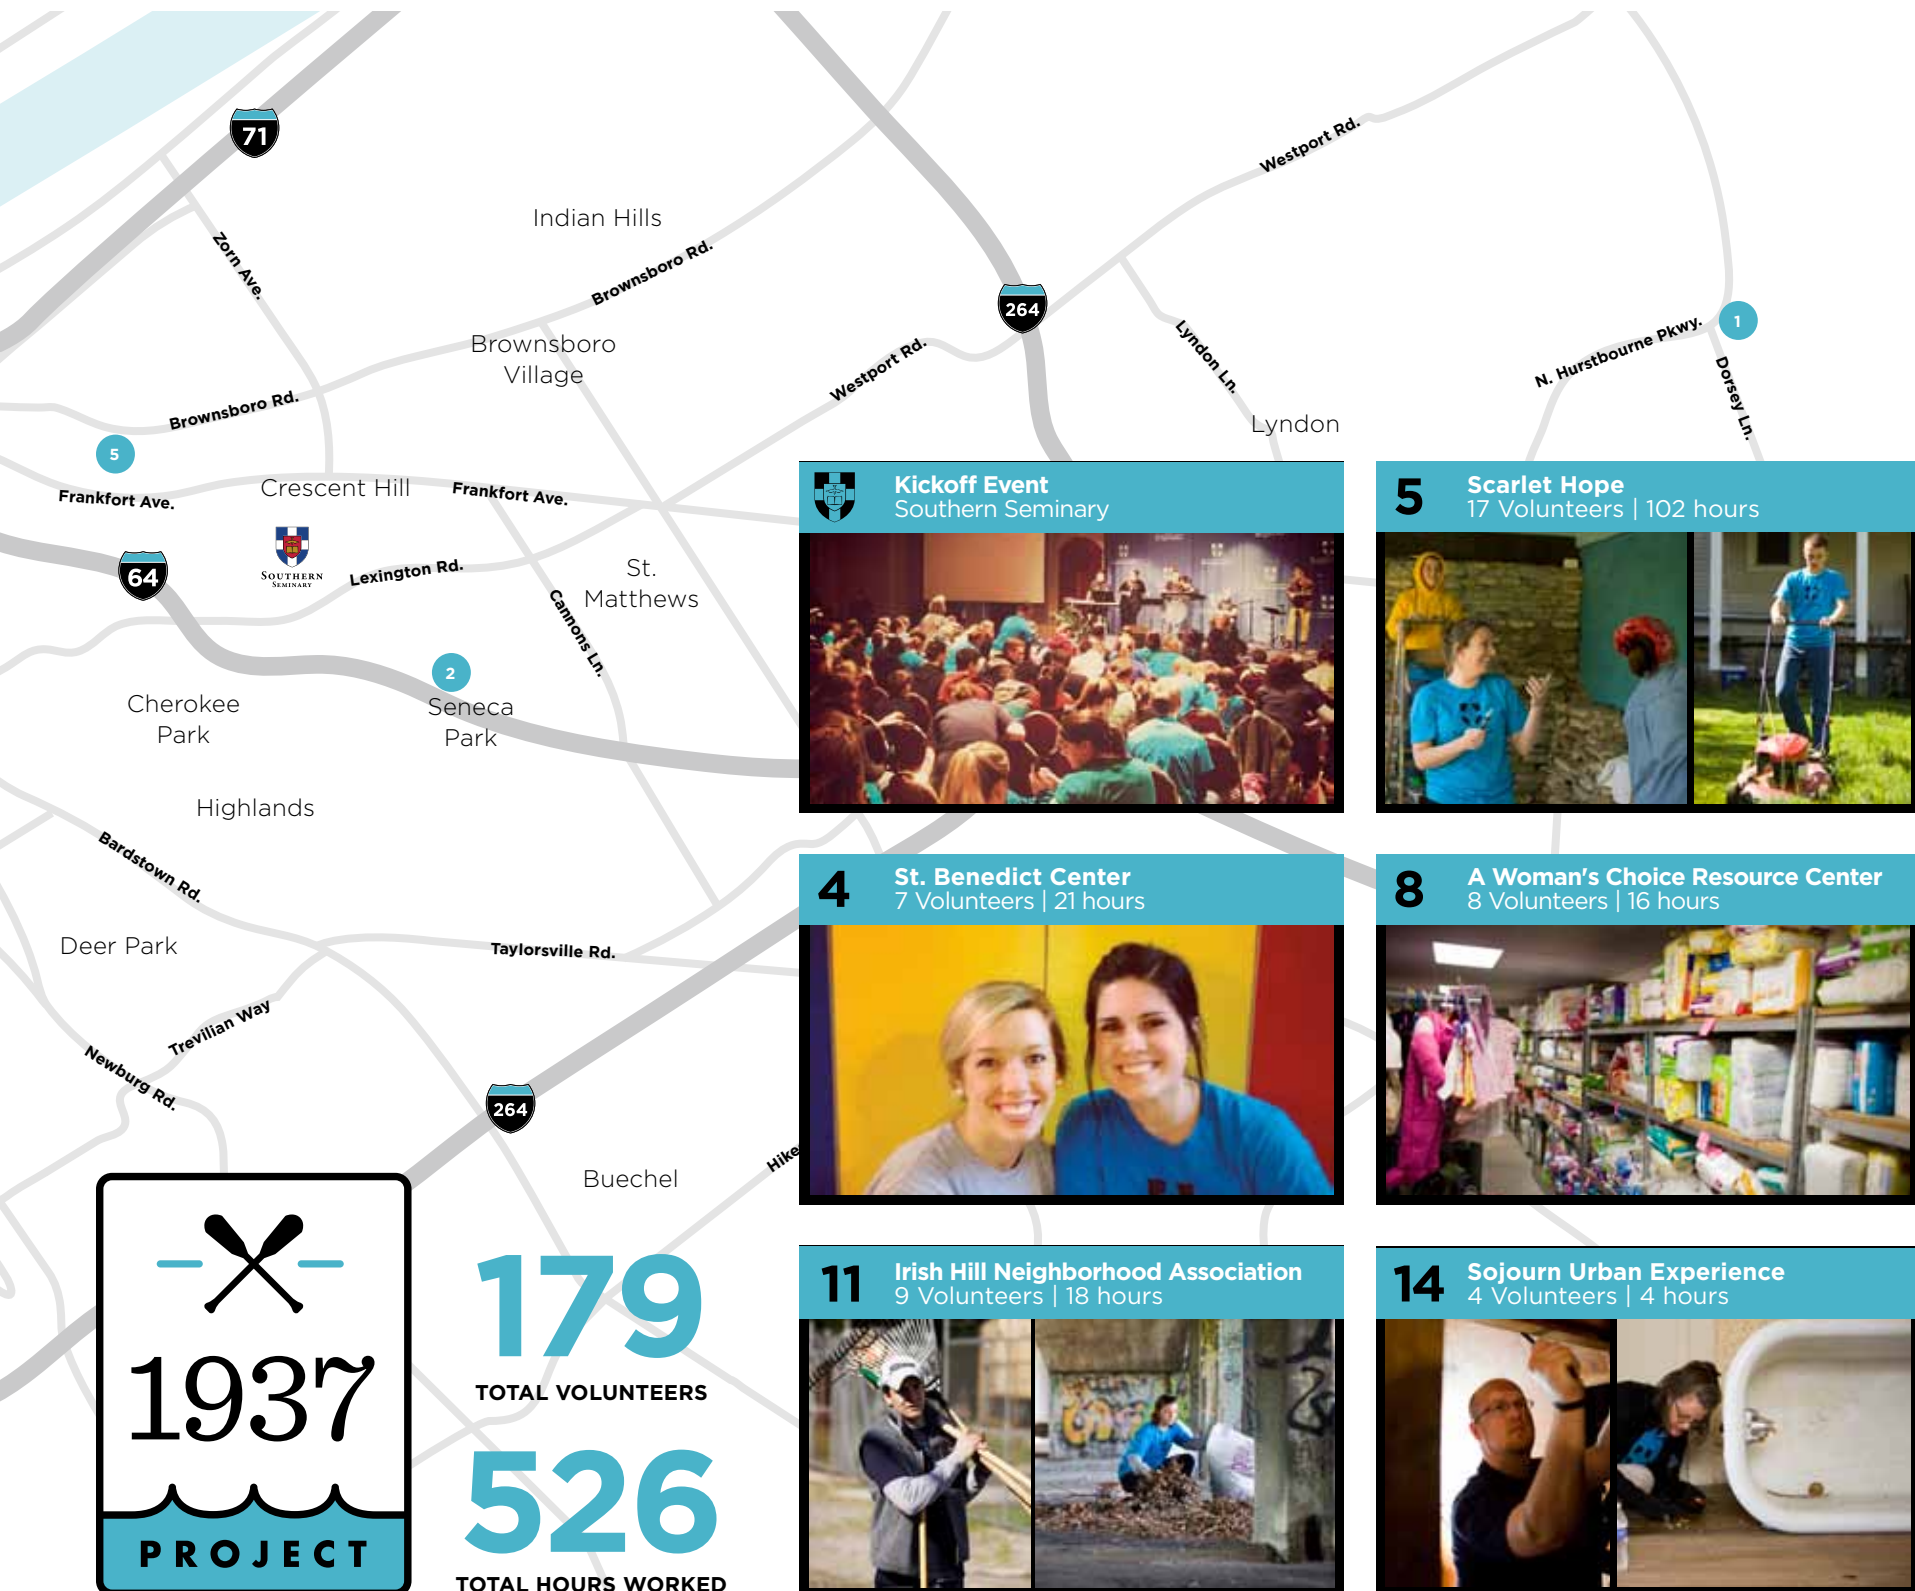 71
Indian Hills
Zorn Ave.
Brownsboro Rd.
Westport Rd.
264
Brownsboro
Village
Westport Rd.
Lyndon Ln.
N. Hurstbourne Pkwy.
1
Dorsey Ln.
Brownsboro Rd.
Lyndon
5
Frankfort Ave.
Crescent Hill
Frankfort Ave.
64
SOUTHERN
SEMINARY
Lexington Rd.
St.
Matthews
Cannons Ln.
2
Cherokee
Park
Seneca
Park
Highlands
Bardstown Rd.
Deer Park
Taylorsville Rd.
Trevilian Way
Newburg Rd.
264
Buechel
Hike
Kickoff Event
Southern Seminary
5
Scarlet Hope
17 Volunteers | 102 hours
4
St. Benedict Center
7 Volunteers | 21 hours
8
A Woman's Choice Resource Center
8 Volunteers | 16 hours
11
Irish Hill Neighborhood Association
9 Volunteers | 18 hours
14
Sojourn Urban Experience
4 Volunteers | 4 hours
1937
PROJECT
179
TOTAL VOLUNTEERS
526
TOTAL HOURS WORKED